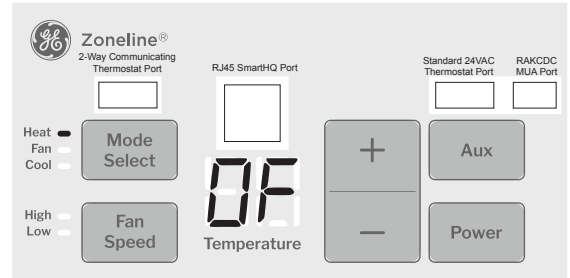 GE
Zoneline®
2-Way Communicating
Thermostat Port
RJ45 SmartHQ Port
Standard 24VAC
Thermostat Port
RAKCDC
MUA Port
Heat
Fan
Cool
Mode
Select
0F
Temperature
+
−
Aux
High
Low
Fan
Speed
Power